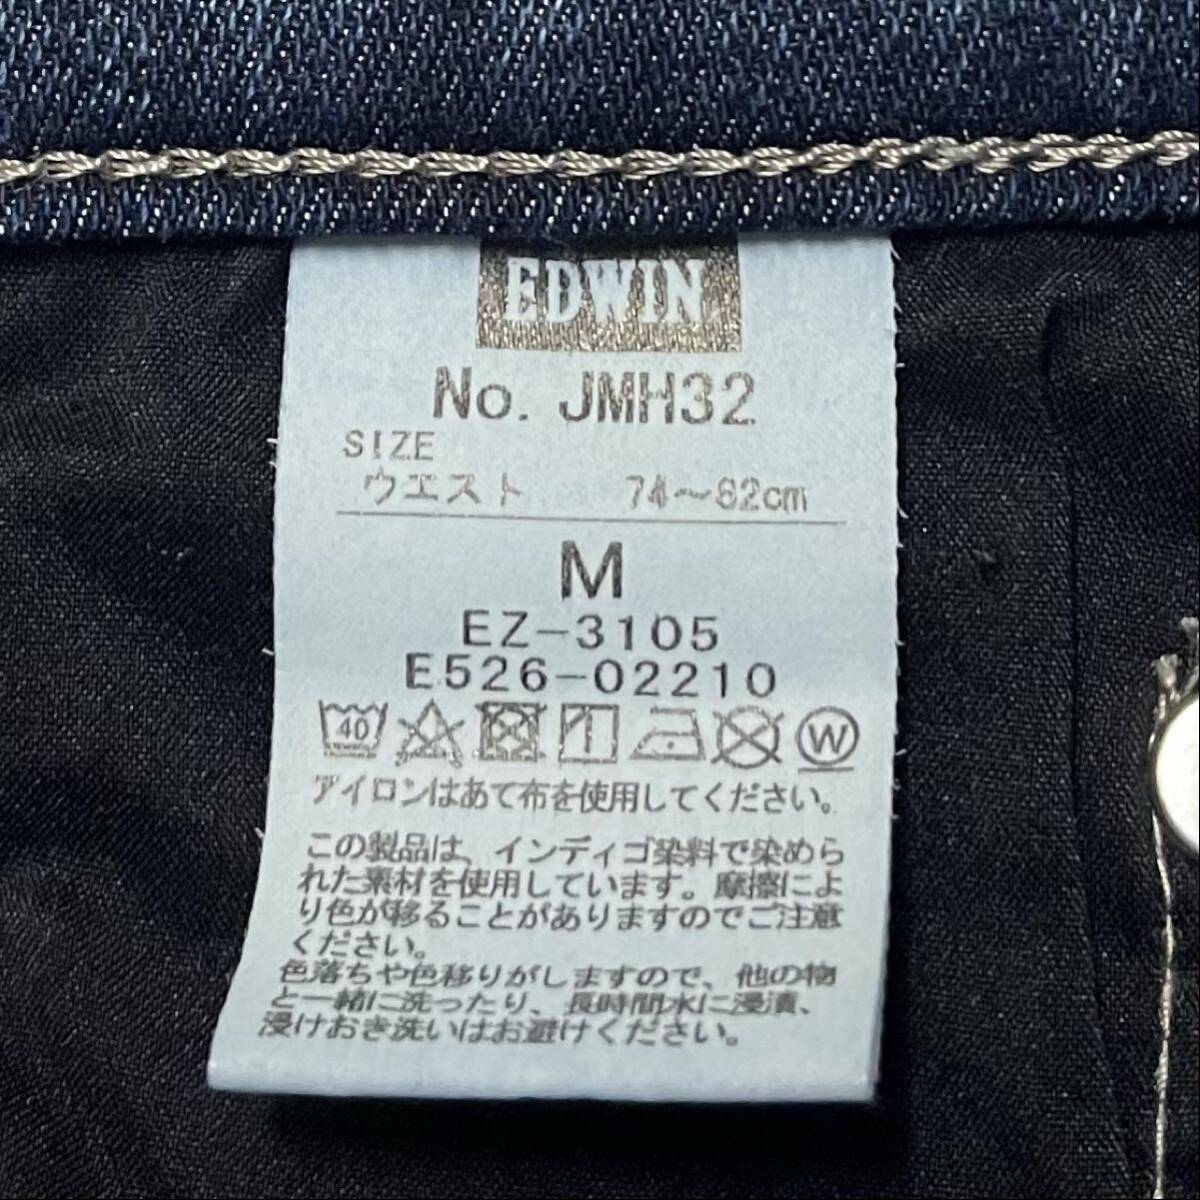 EDWIN
No. JMH32
SIZE
ウエスト 74~82cm
M
EZ-3105
E526-02210
40
W
アイロンはあて布を使用してください。
この製品は、インディゴ染料で染めら
れた素材を使用しています。摩擦によ
り色が移ることがありますのでご注意
ください。
色落ちや色移りがしますので、他の物
と一緒に洗ったり、長時間水に浸漬、
浸けおき洗いはお避けください。